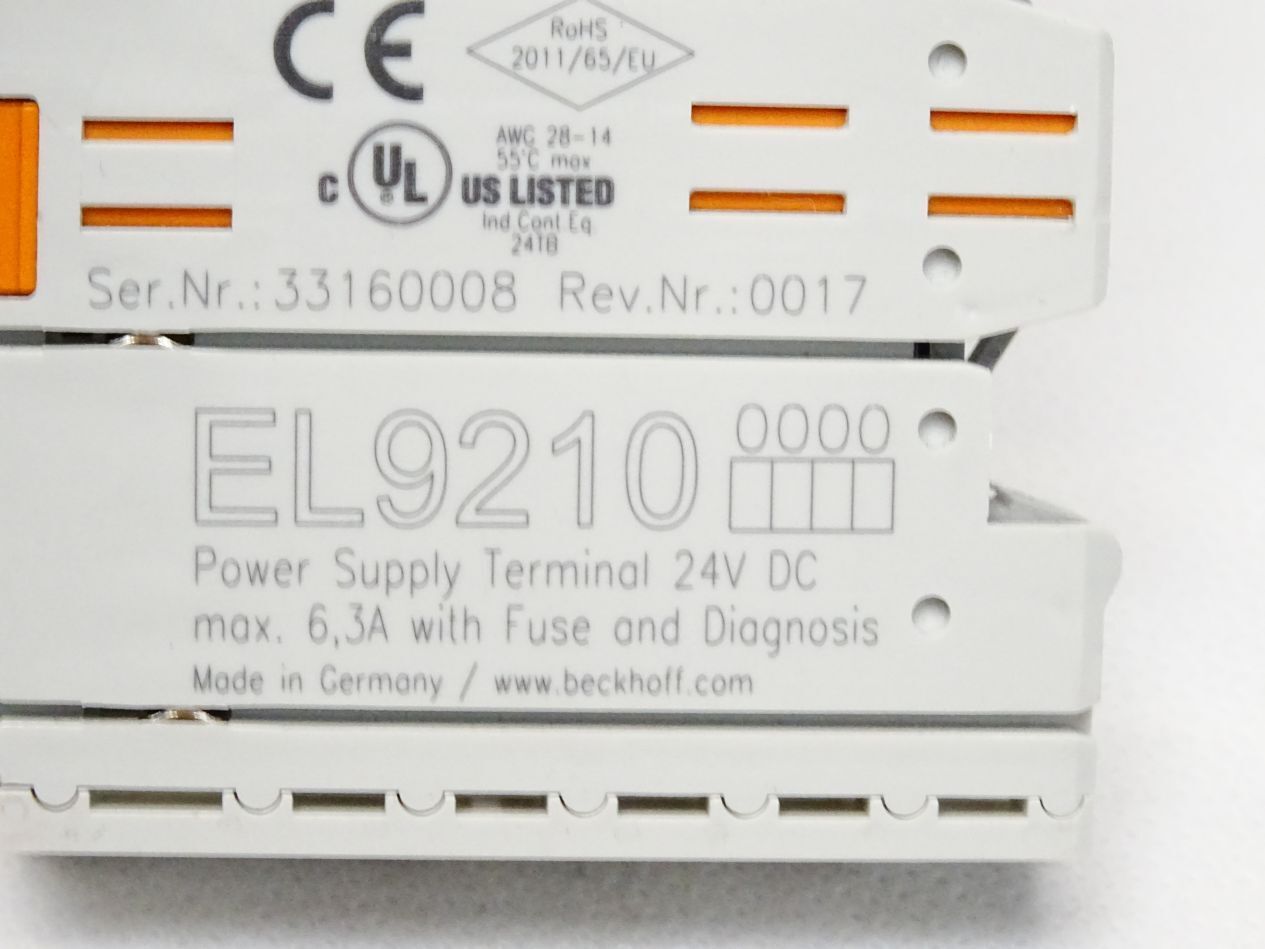 CE
RoHS
2011/65/EU
AWG 28-14
55°C max
C UL US LISTED
Ind.Cont.Eq.
24TB
Ser.Nr.:33160008 Rev.Nr.:0017
EL9210 0000
Power Supply Terminal 24V DC
max. 6,3A with Fuse and Diagnosis
Made in Germany / www.beckhoff.com